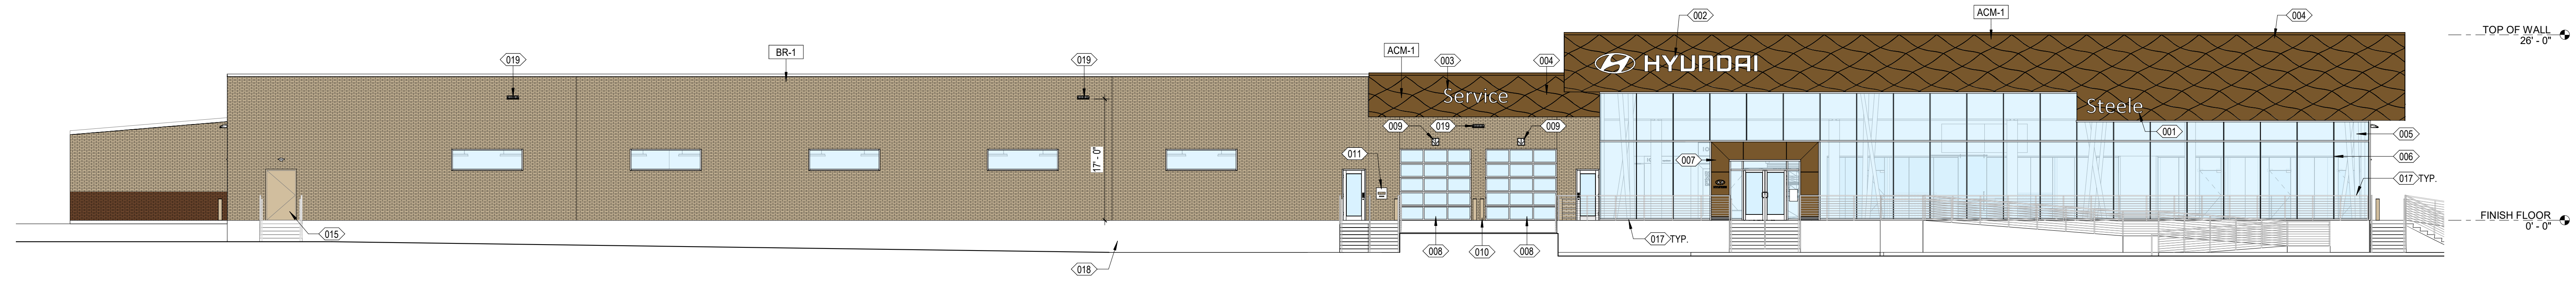 002
ACM-1
004
TOP OF WALL
26' - 0"
019
BR-1
019
ACM-1
003
004
HYUNDAI
Service
Steele
009
019
009
001
005
17' - 0"
011
007
006
017 TYP.
015
FINISH FLOOR
0' - 0"
017 TYP.
008
010
008
018